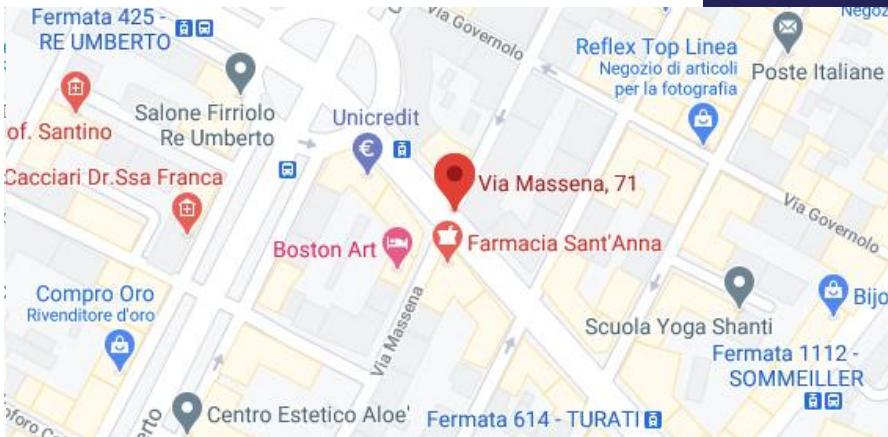 Fermata 425 -
RE UMBERTO
Via Governolo
Negoz
Reflex Top Linea
Negozio di articoli
per la fotografia
Poste Italiane
Salone Firriolo
Re Umberto
Unicredit
of. Santino
Cacciari Dr.Ssa Franca
Via Massena, 71
Via Governolo
Boston Art
Farmacia Sant'Anna
Compro Oro
Rivenditore d'oro
Via Massena
Scuola Yoga Shanti
Bijo
Fermata 1112 -
SOMMEILLER
Centro Estetico Aloe'
Fermata 614 - TURATI